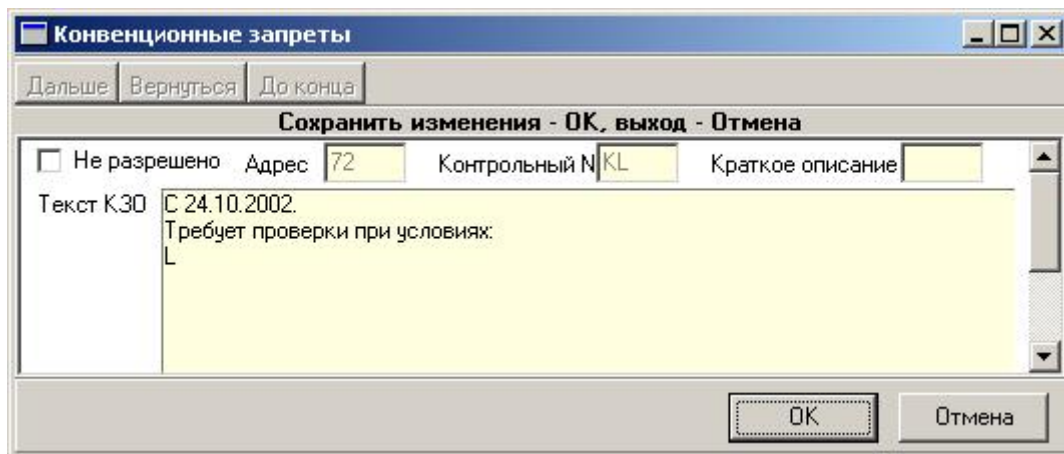 Конвенционные запреты
Дальше Вернуться До конца
Сохранить изменения - OK, выход - Отмена
Не разрешено Адрес 72 Контрольный N KL Краткое описание
Текст КЗО С 24.10.2002.
Требует проверки при условиях:
L
OK Отмена